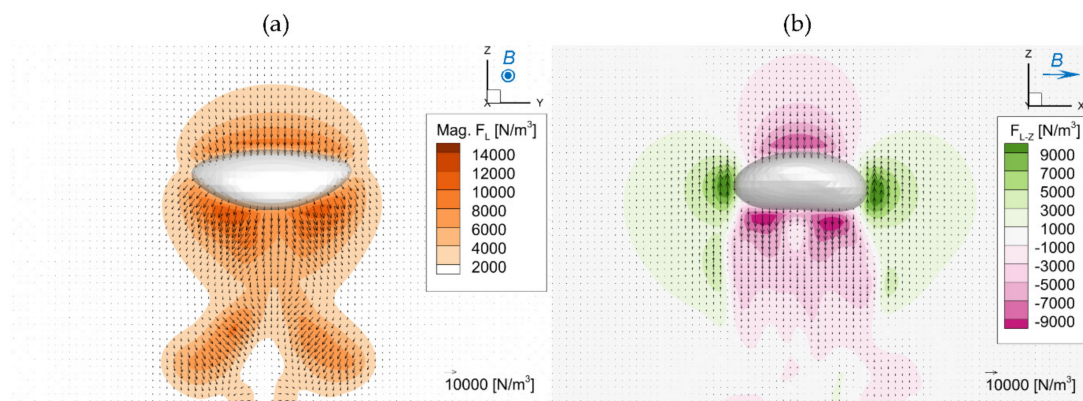 (a)
(b)
Z
B
X
Y
Mag. F_L [N/m³]
14000
12000
10000
8000
6000
4000
2000
10000 [N/m³]
Z
B
X
F_L-Z [N/m³]
9000
7000
5000
3000
1000
-1000
-3000
-5000
-7000
-9000
10000 [N/m³]